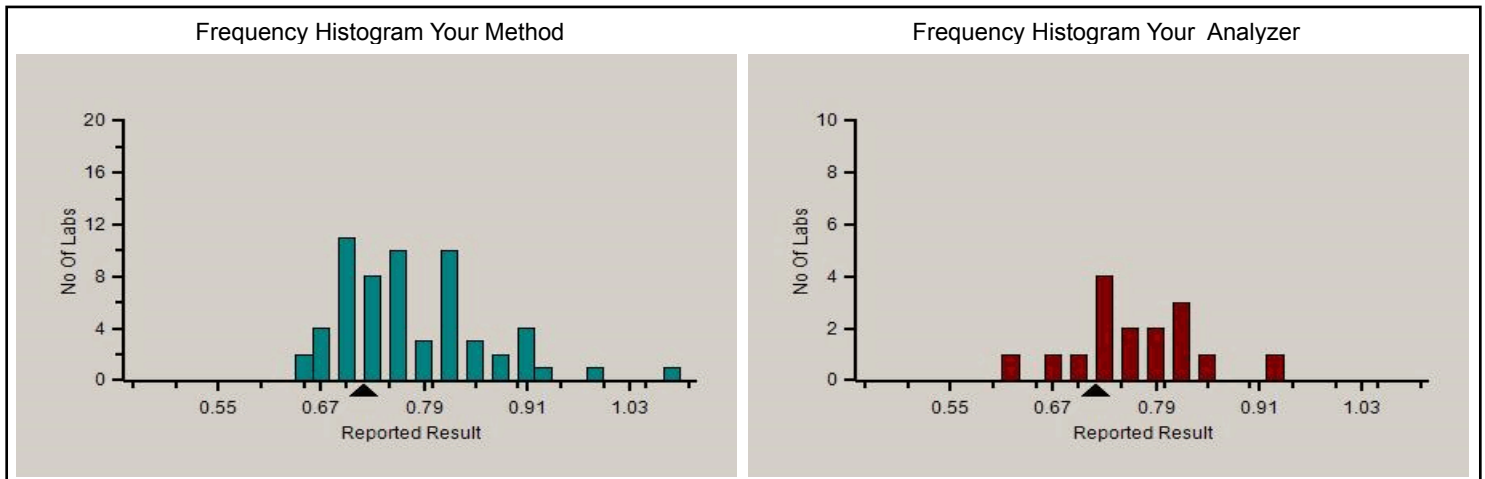 Frequency Histogram Your Method
20
16
12
8
4
0
No Of Labs
0.55 0.67 0.79 0.91 1.03
Reported Result
Frequency Histogram Your Analyzer
10
8
6
4
2
0
No Of Labs
0.55 0.67 0.79 0.91 1.03
Reported Result